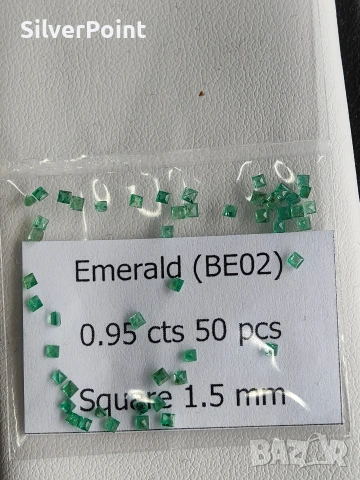 SilverPoint
Emerald (BE02)
0.95 cts 50 pcs
Square 1.5 mm
BAZAR